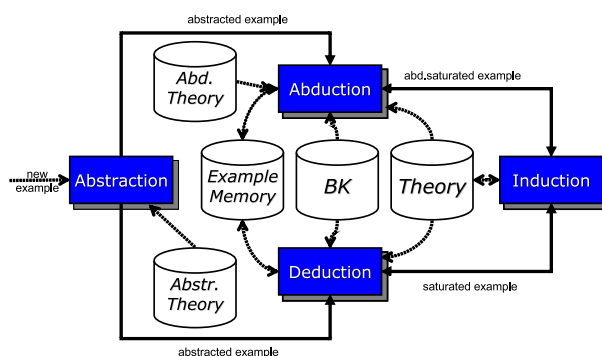 abstracted example
Abd.
Theory
Abduction
abd.saturated example
new
example
Abstraction
Example
Memory
BK
Theory
Induction
Abstr.
Theory
Deduction
saturated example
abstracted example